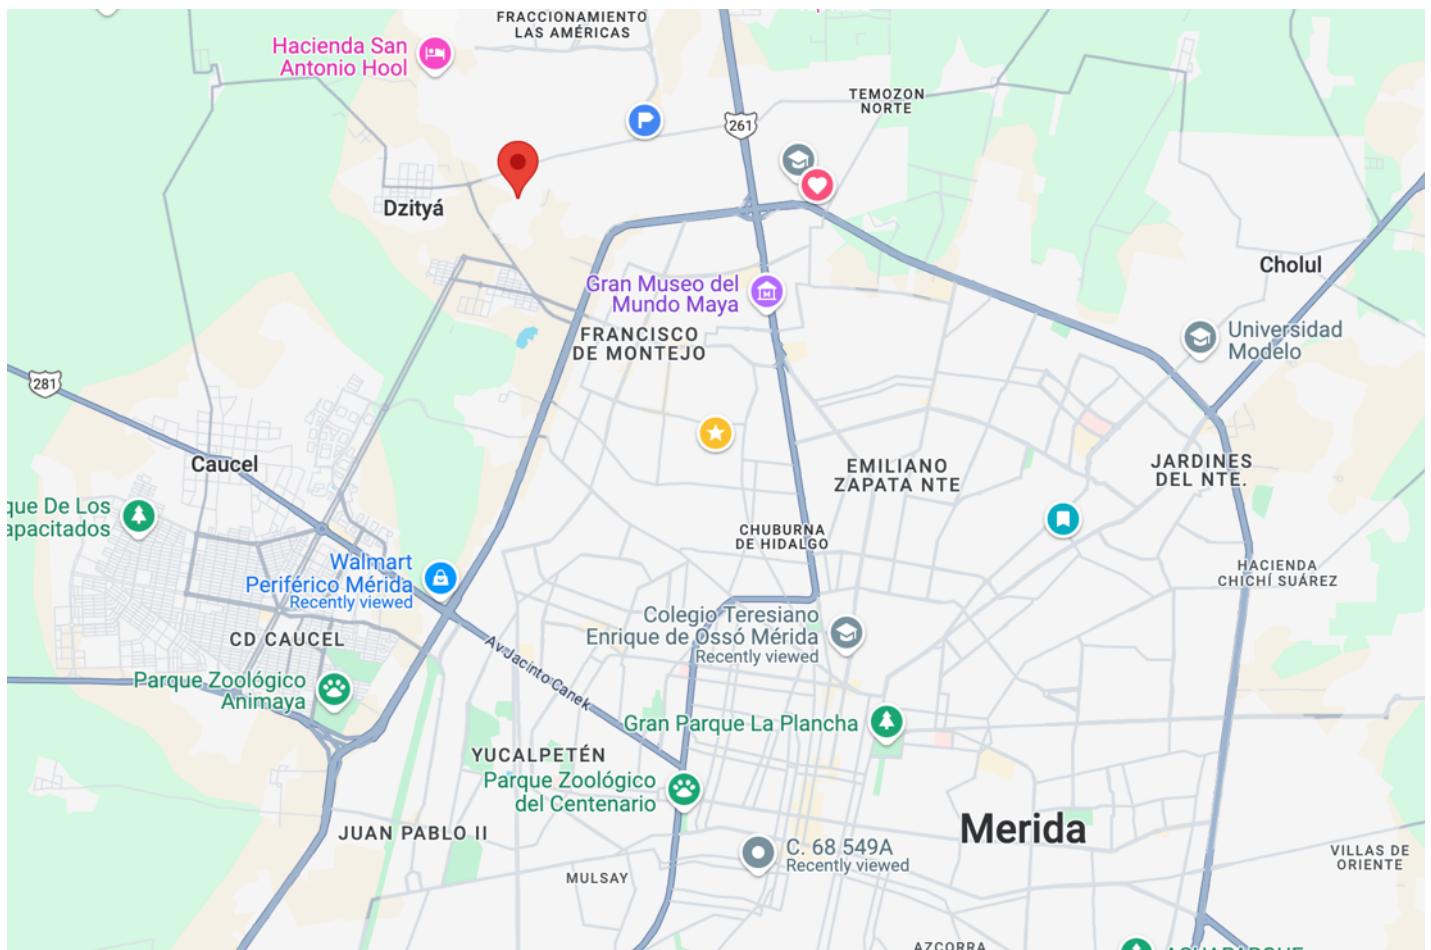 FRACCIONAMIENTO
LAS AMÉRICAS
Hacienda San
Antonio Hool
TEMOZON
NORTE
261
Dzityá
Cholul
Gran Museo del
Mundo Maya
Universidad
Modelo
FRANCISCO
DE MONTEJO
281
Caucel
EMILIANO
ZAPATA NTE
JARDINES
DEL NTE.
que De Los
apacitados
CHUBURNA
DE HIDALGO
Walmart
Periférico Mérida
Recently viewed
HACIENDA
CHICHÍ SUÁREZ
Colegio Teresiano
Enrique de Ossó Mérida
Recently viewed
CD CAUCEL
Av Jacinto Canek
Parque Zoológico
Animaya
Gran Parque La Plancha
YUCALPETÉN
Parque Zoológico
del Centenario
JUAN PABLO II
Merida
C. 68 549A
Recently viewed
VILLAS DE
ORIENTE
MULSAY
AZCORRA